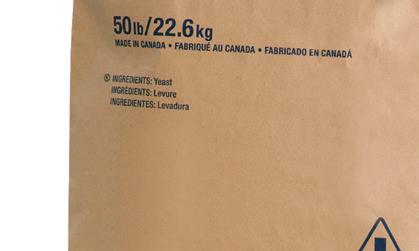 50lb/22.6kg
MADE IN CANADA • FABRIQUÉ AU CANADA • FABRICADO EN CANADÁ
Ⓚ INGREDIENTS: Yeast
INGRÉDIENTS: Levure
INGREDIENTES: Levadura